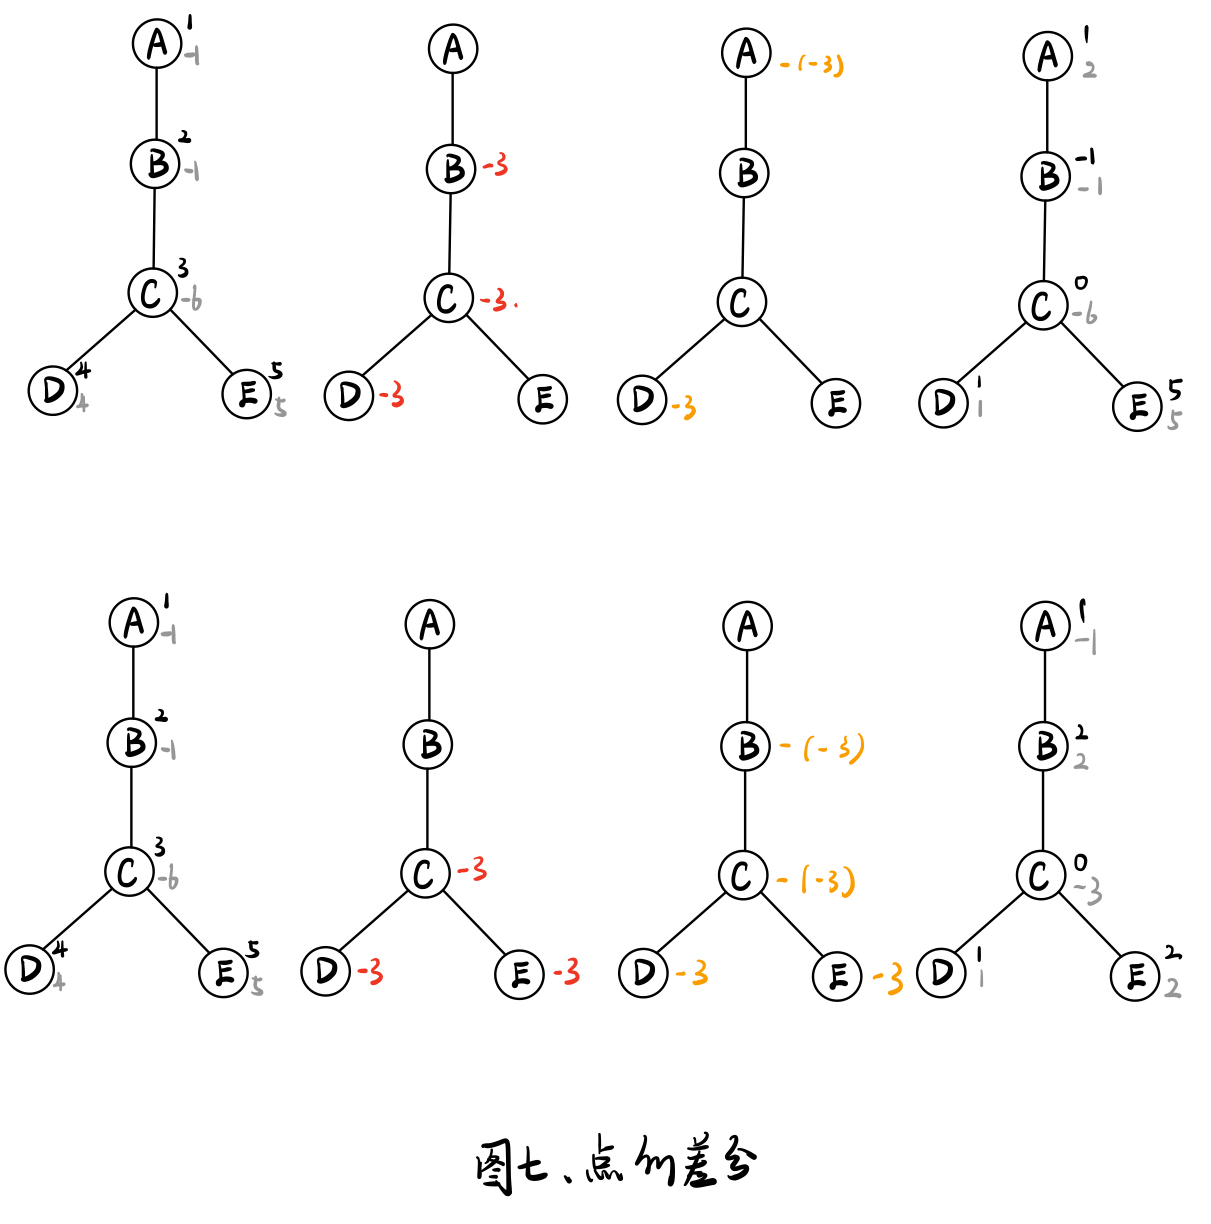 A 1 -1
B 2 -1
C 3 -6
D 4 4
E 5 5
A
B -3
C -3.
D -3
E
A -(-3)
B
C
D -3
E
A 1 2
B -1 -1
C 0 -6
D 1 1
E 5 5
A 1 -1
B 2 -1
C 3 -6
D 4 4
E 5 5
A
B
C -3
D -3
E -3
A
B -(-3)
C -(-3)
D -3
E -3
A 1 -1
B 2 2
C 0 -3
D 1 1
E 2 2
图七、点的差分